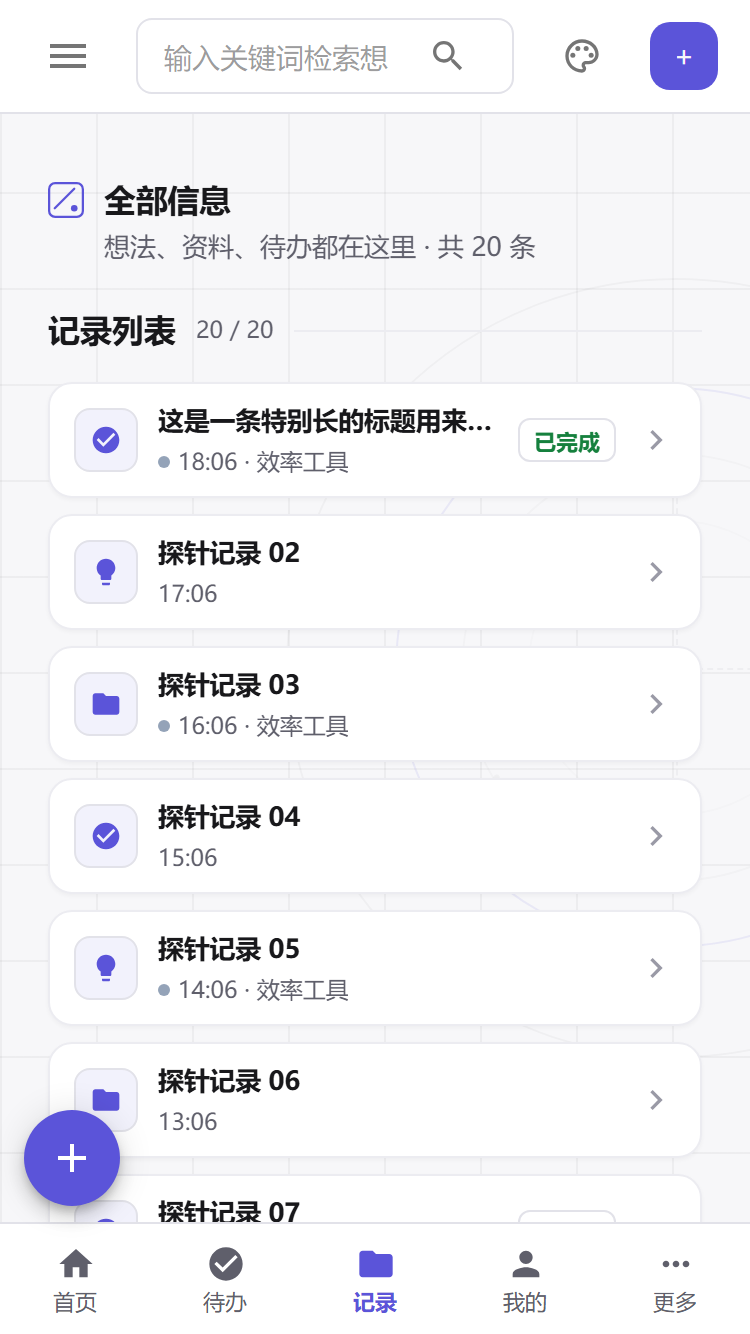 输入关键词检索想
+
全部信息
想法、资料、待办都在这里 · 共 20 条
记录列表 20 / 20
这是一条特别长的标题用来...
18:06 · 效率工具
已完成
探针记录 02
17:06
探针记录 03
16:06 · 效率工具
探针记录 04
15:06
探针记录 05
14:06 · 效率工具
探针记录 06
13:06
探针记录 07
首页 待办 记录 我的 更多